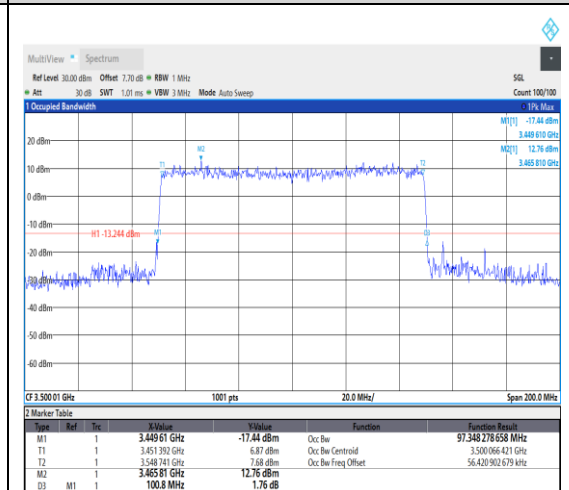 MultiView Spectrum
Ref Level 30.00 dBm Offset 7.70 dB RBW 1 MHz SGL
Att 30 dB SWT 1.01 ms VBW 3 MHz Mode Auto Sweep Count 100/100
1 Occupied Bandwidth 1Pk Max
M1[1] -17.44 dBm
3.449 610 GHz
M2[1] 12.76 dBm
3.465 810 GHz
20 dBm
M2
T1 T2
10 dBm
0 dBm
-10 dBm
H1 -13.244 dBm M1 D3
-20 dBm
-30 dBm
-40 dBm
-50 dBm
-60 dBm
CF 3.500 01 GHz 1001 pts 20.0 MHz/ Span 200.0 MHz
2 Marker Table
Type Ref Trc X-Value Y-Value Function Function Result
M1 1 3.449 61 GHz -17.44 dBm Occ Bw 97.348 278 658 MHz
T1 1 3.451 392 GHz 6.87 dBm Occ Bw Centroid 3.500 066 421 GHz
T2 1 3.548 741 GHz 7.68 dBm Occ Bw Freq Offset 56.420 902 679 kHz
M2 1 3.465 81 GHz 12.76 dBm
D3 M1 1 100.8 MHz 1.76 dB